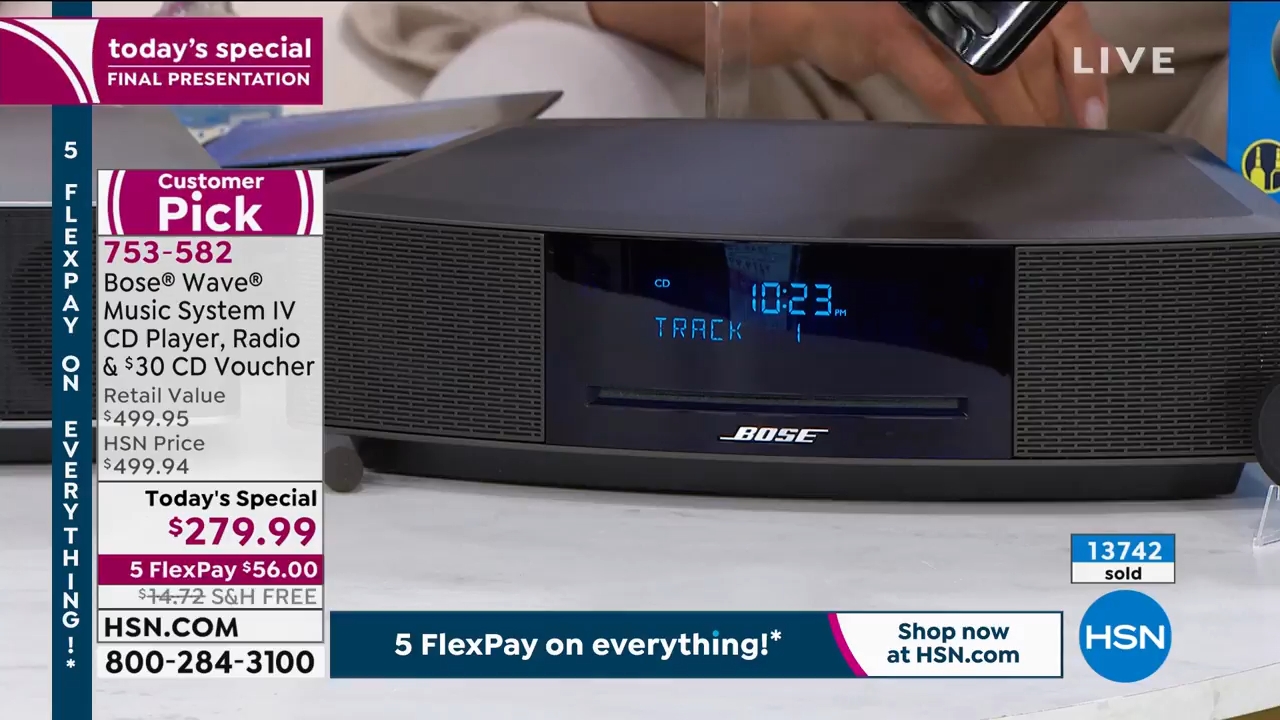 today's special
FINAL PRESENTATION
LIVE
5 FLEXPAY ON EVERYTHING!*
Customer
Pick
753-582
Bose® Wave®
Music System IV
CD Player, Radio
& $30 CD Voucher
Retail Value
$499.95
HSN Price
$499.94
Today's Special
$279.99
5 FlexPay $56.00
$14.72 S&H FREE
HSN.COM
800-284-3100
CD
10:23 PM
TRACK 1
BOSE
13742
sold
5 FlexPay on everything!*
Shop now
at HSN.com
HSN